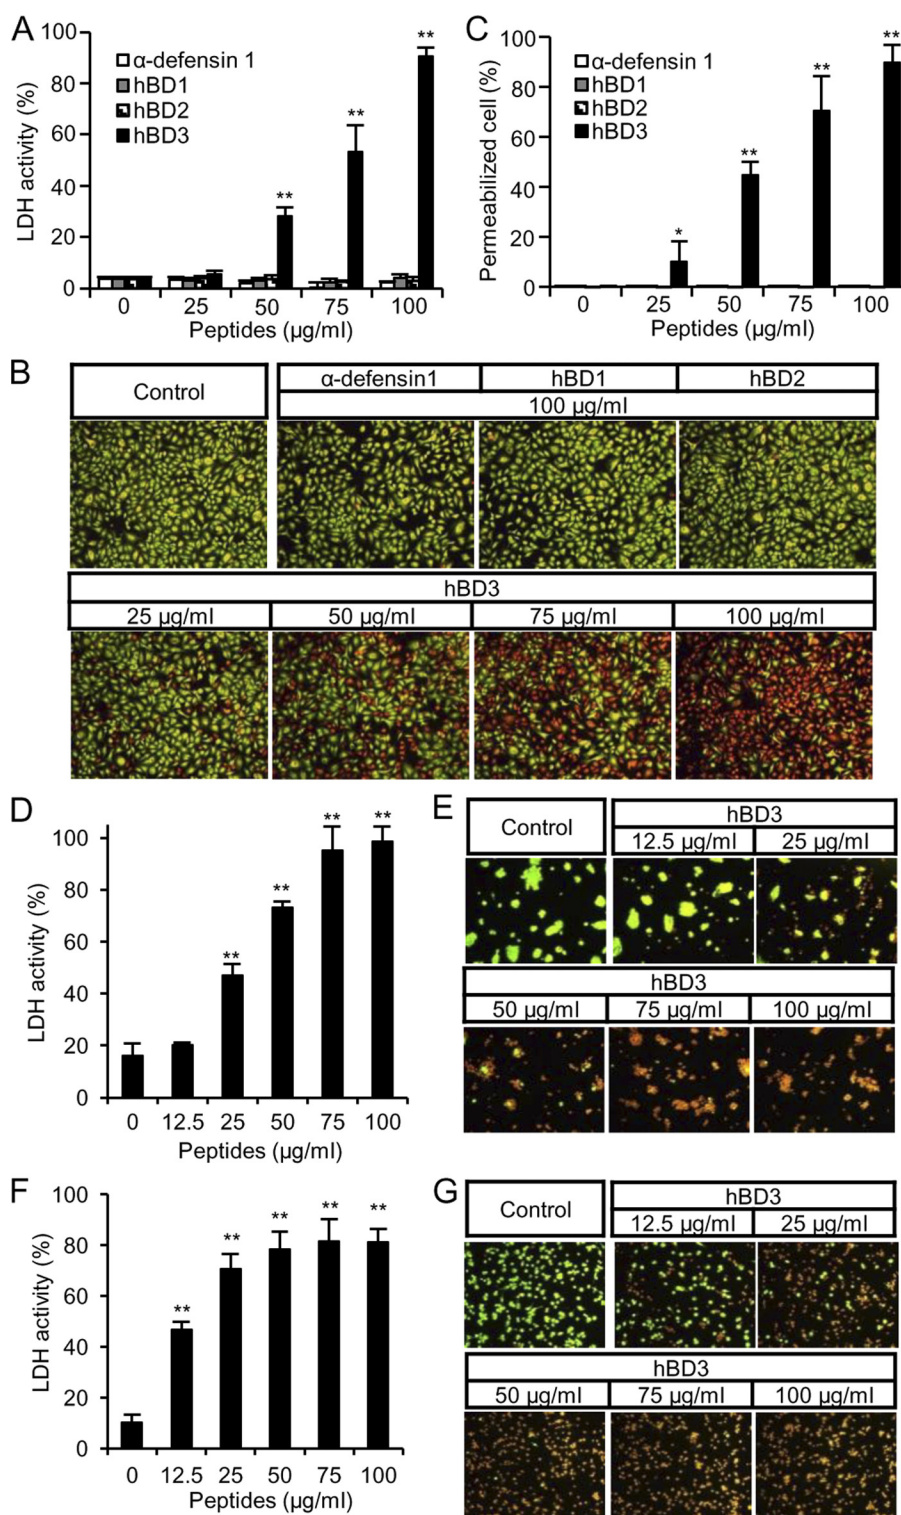 A
100
80
60
40
20
0
LDH activity (%)
α-defensin 1
hBD1
hBD2
hBD3
**
**
**
0 25 50 75 100
Peptides (µg/ml)
C
100
80
60
40
20
0
Permeabilized cell (%)
α-defensin 1
hBD1
hBD2
hBD3
*
**
**
**
0 25 50 75 100
Peptides (µg/ml)
B
Control
α-defensin1 hBD1 hBD2
100 µg/ml
hBD3
25 µg/ml 50 µg/ml 75 µg/ml 100 µg/ml
D
100
80
60
40
20
0
LDH activity (%)
**
**
**
**
0 12.5 25 50 75 100
Peptides (µg/ml)
E
Control
hBD3
12.5 µg/ml 25 µg/ml
hBD3
50 µg/ml 75 µg/ml 100 µg/ml
F
100
80
60
40
20
0
LDH activity (%)
**
**
**
**
**
0 12.5 25 50 75 100
Peptides (µg/ml)
G
Control
hBD3
12.5 µg/ml 25 µg/ml
hBD3
50 µg/ml 75 µg/ml 100 µg/ml